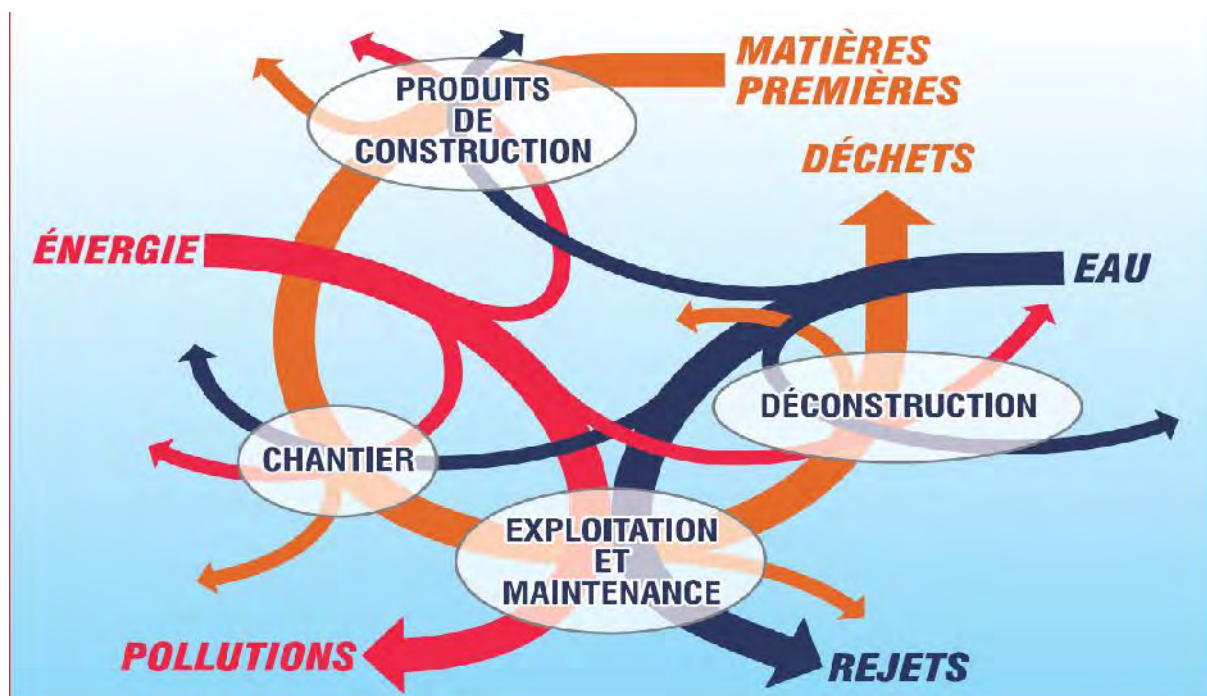 MATIÈRES
PREMIÈRES
PRODUITS
DE
CONSTRUCTION
DÉCHETS
ÉNERGIE
EAU
DÉCONSTRUCTION
CHANTIER
EXPLOITATION
ET
MAINTENANCE
POLLUTIONS
REJETS